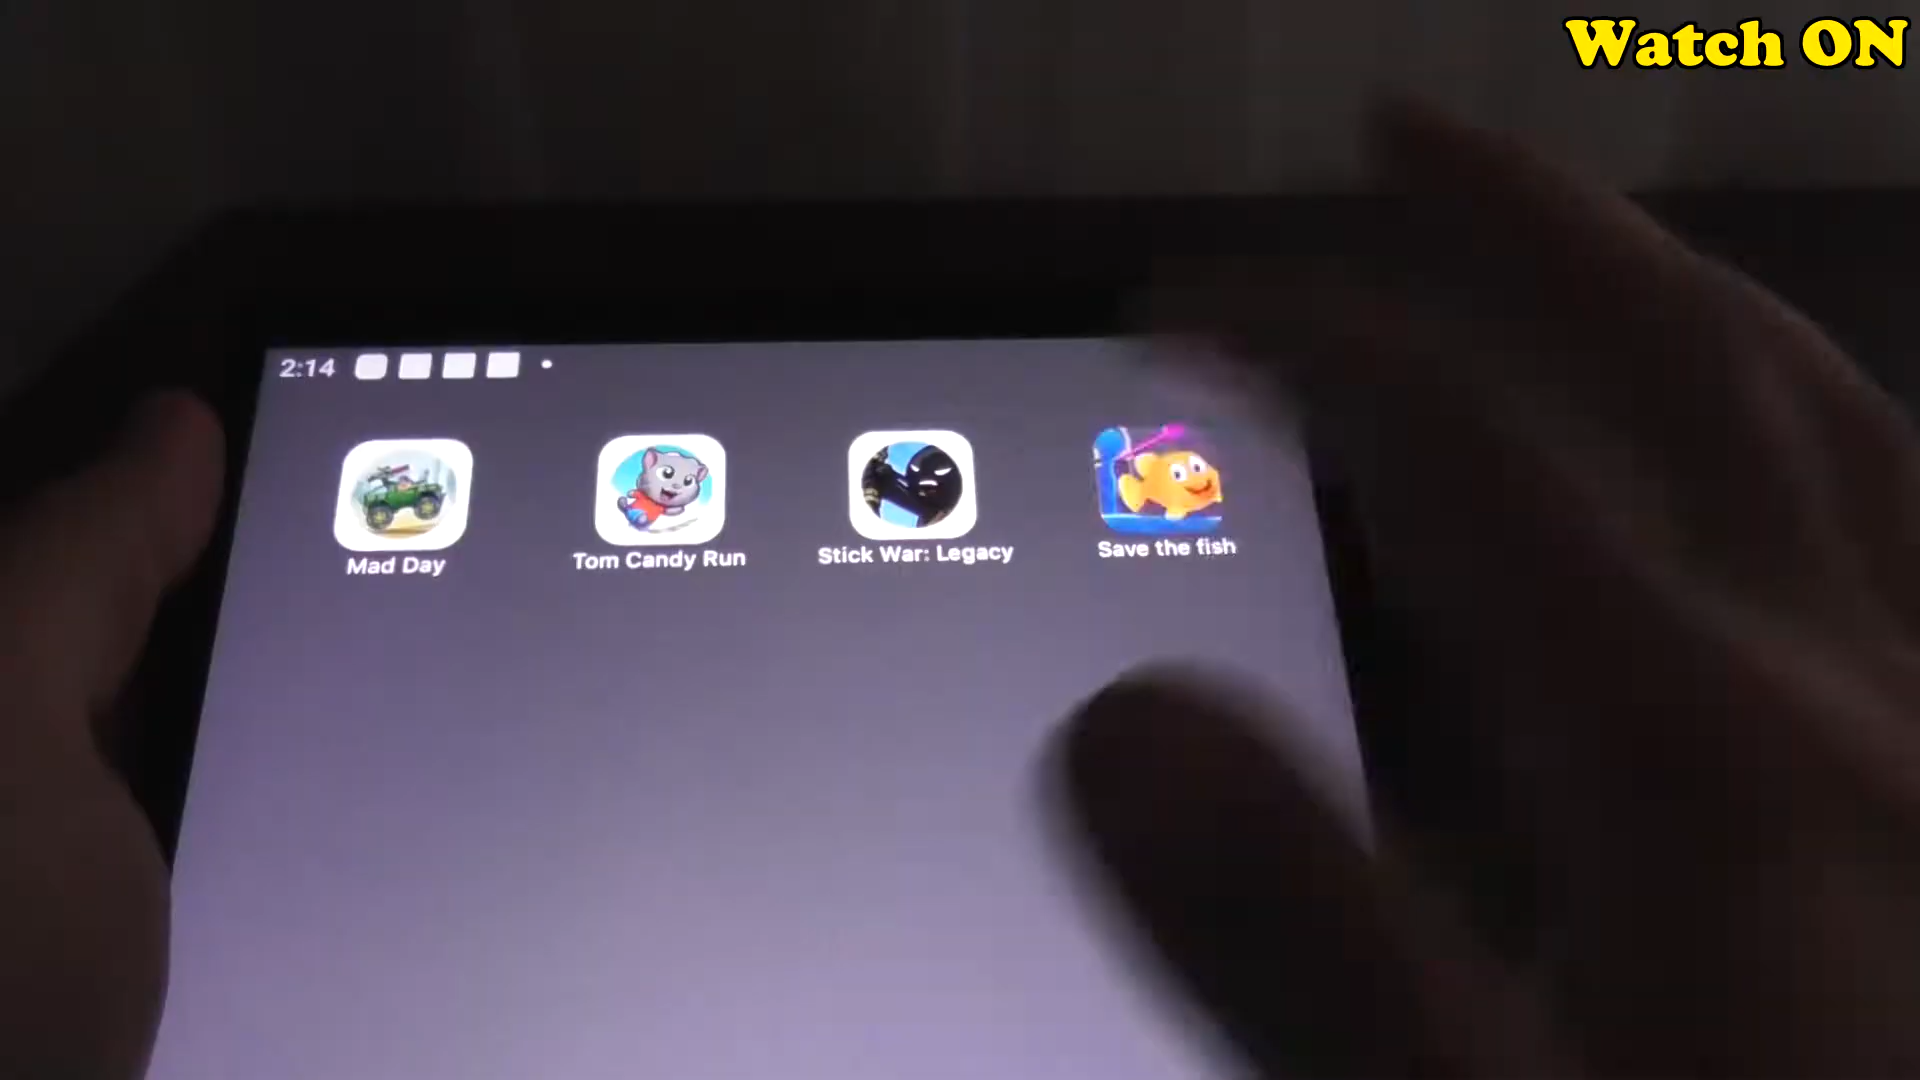 Watch ON
2:14
Mad Day
Tom Candy Run
Stick War: Legacy
Save the fish